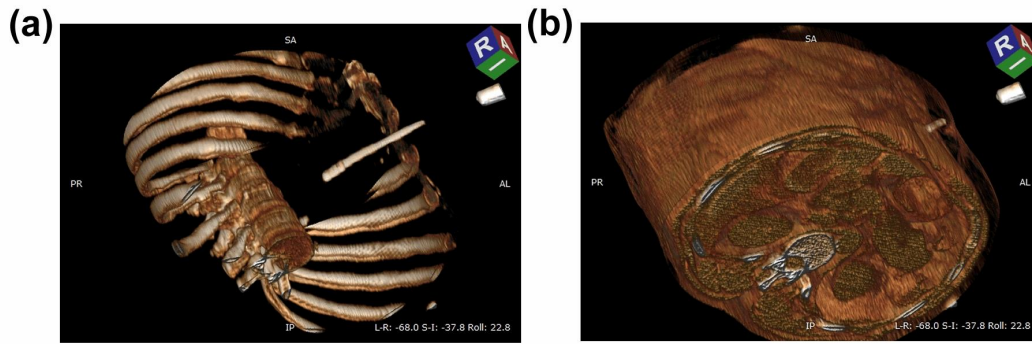 (a)
SA
R
A
I
PR
AL
IP
L-R: -68.0 S-I: -37.8 Roll: 22.8
(b)
SA
R
A
I
PR
AL
IP
L-R: -68.0 S-I: -37.8 Roll: 22.8